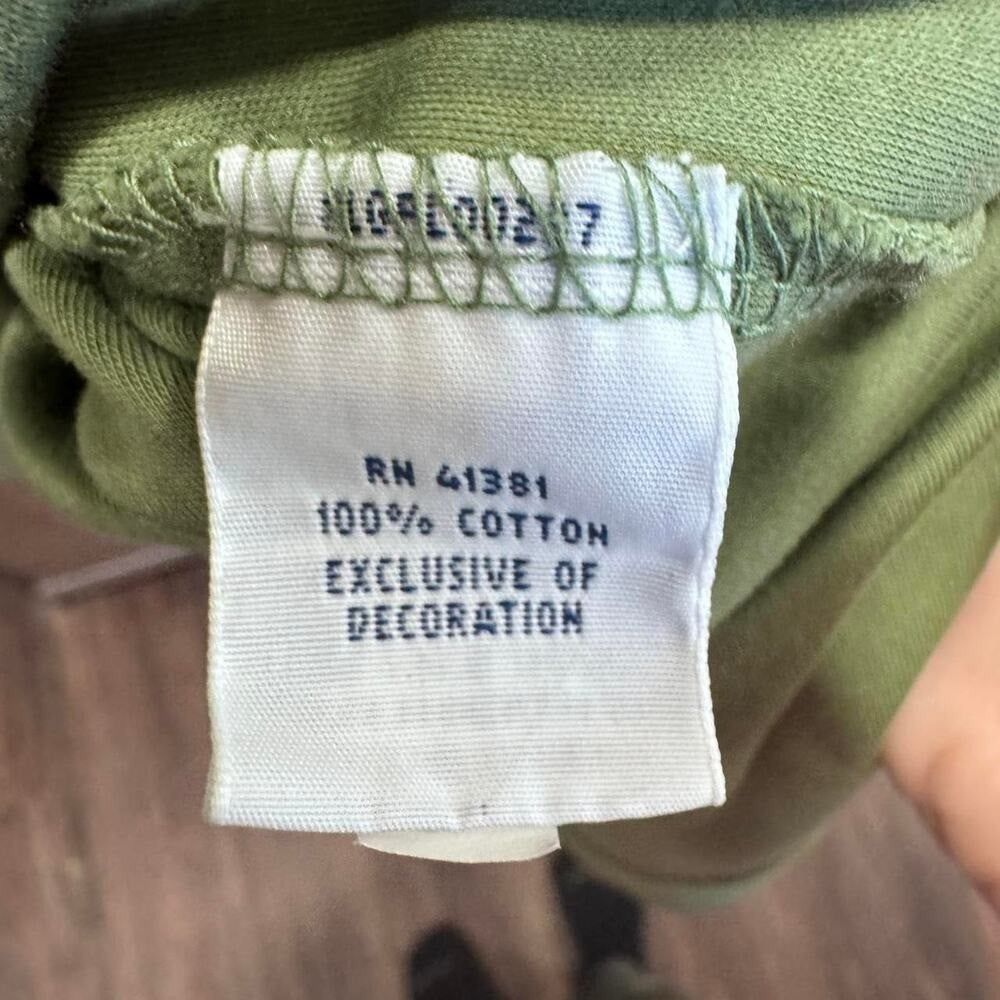 RN 41381
100% COTTON
EXCLUSIVE OF
DECORATION